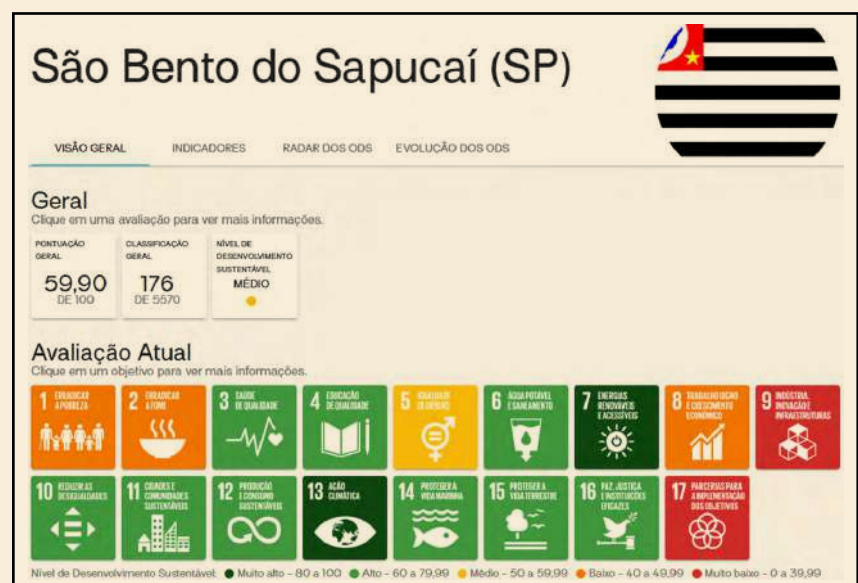 São Bento do Sapucaí (SP)
VISÃO GERAL INDICADORES RADAR DOS ODS EVOLUÇÃO DOS ODS
Geral
Clique em uma avaliação para ver mais informações.
PONTUAÇÃO
GERAL
59,90
DE 100
CLASSIFICAÇÃO
GERAL
176
DE 5570
NÍVEL DE
DESENVOLVIMENTO
SUSTENTÁVEL
MÉDIO
Avaliação Atual
Clique em um objetivo para ver mais informações.
1 ERRADICAR
A POBREZA
2 ERRADICAR
A FOME
3 SAÚDE
DE QUALIDADE
4 EDUCAÇÃO
DE QUALIDADE
5 IGUALDADE
DE GÉNERO
6 ÁGUA POTÁVEL
E SANEAMENTO
7 ENERGIAS
RENOVÁVEIS
E ACESSÍVEIS
8 TRABALHO DIGNO
E CRESCIMENTO
ECONÓMICO
9 INDÚSTRIA,
INOVAÇÃO E
INFRAESTRUTURAS
10 REDUZIR AS
DESIGUALDADES
11 CIDADES E
COMUNIDADES
SUSTENTÁVEIS
12 PRODUÇÃO
E CONSUMO
SUSTENTÁVEIS
13 AÇÃO
CLIMÁTICA
14 PROTEGER A
VIDA MARINHA
15 PROTEGER A
VIDA TERRESTRE
16 PAZ, JUSTIÇA
E INSTITUIÇÕES
EFICAZES
17 PARCERIAS PARA
A IMPLEMENTAÇÃO
DOS OBJETIVOS
Nível de Desenvolvimento Sustentável: Muito alto - 80 a 100 Alto - 60 a 79,99 Médio - 50 a 59,99 Baixo - 40 a 49,99 Muito baixo - 0 a 39,99